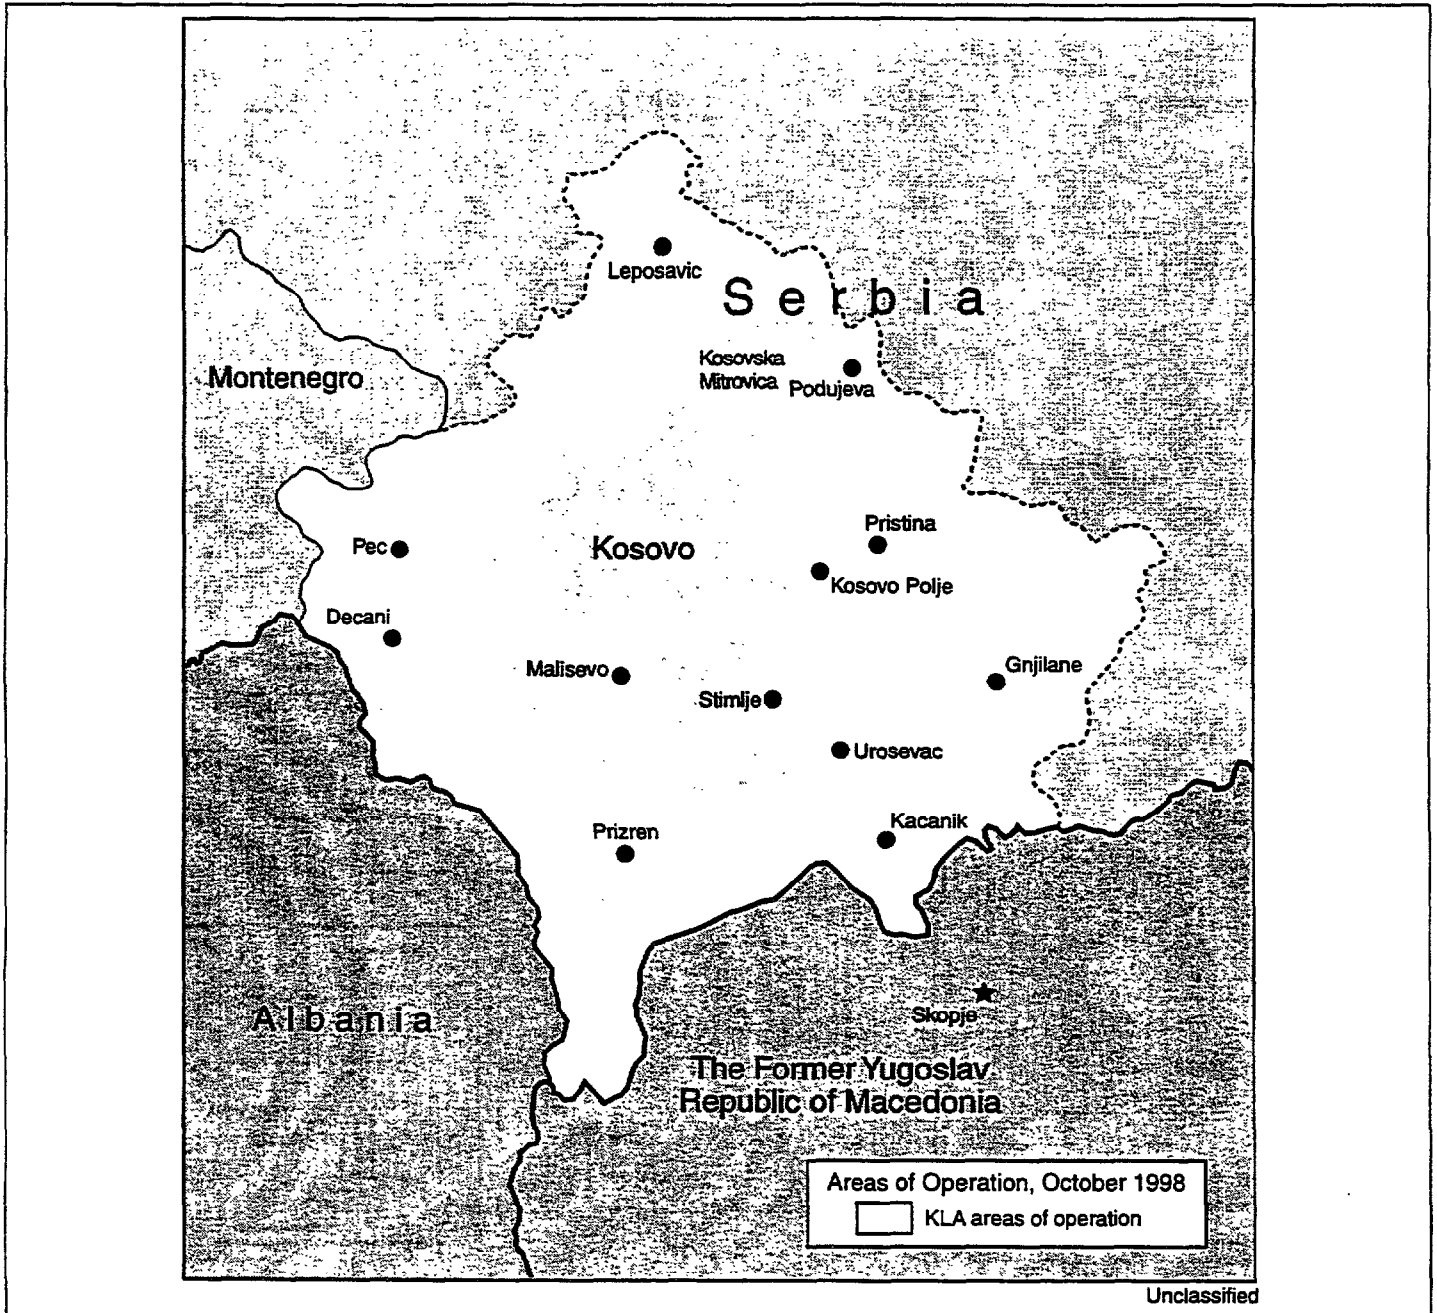 Leposavic
Serbia
Kosovska
Mitrovica
Podujeva
Montenegro
Pristina
Pec
Kosovo
Kosovo Polje
Decani
Malisevo
Gnjilane
Stimlje
Urosevac
Kacanik
Prizren
Skopje
Albania
The Former Yugoslav
Republic of Macedonia
Areas of Operation, October 1998
KLA areas of operation
Unclassified